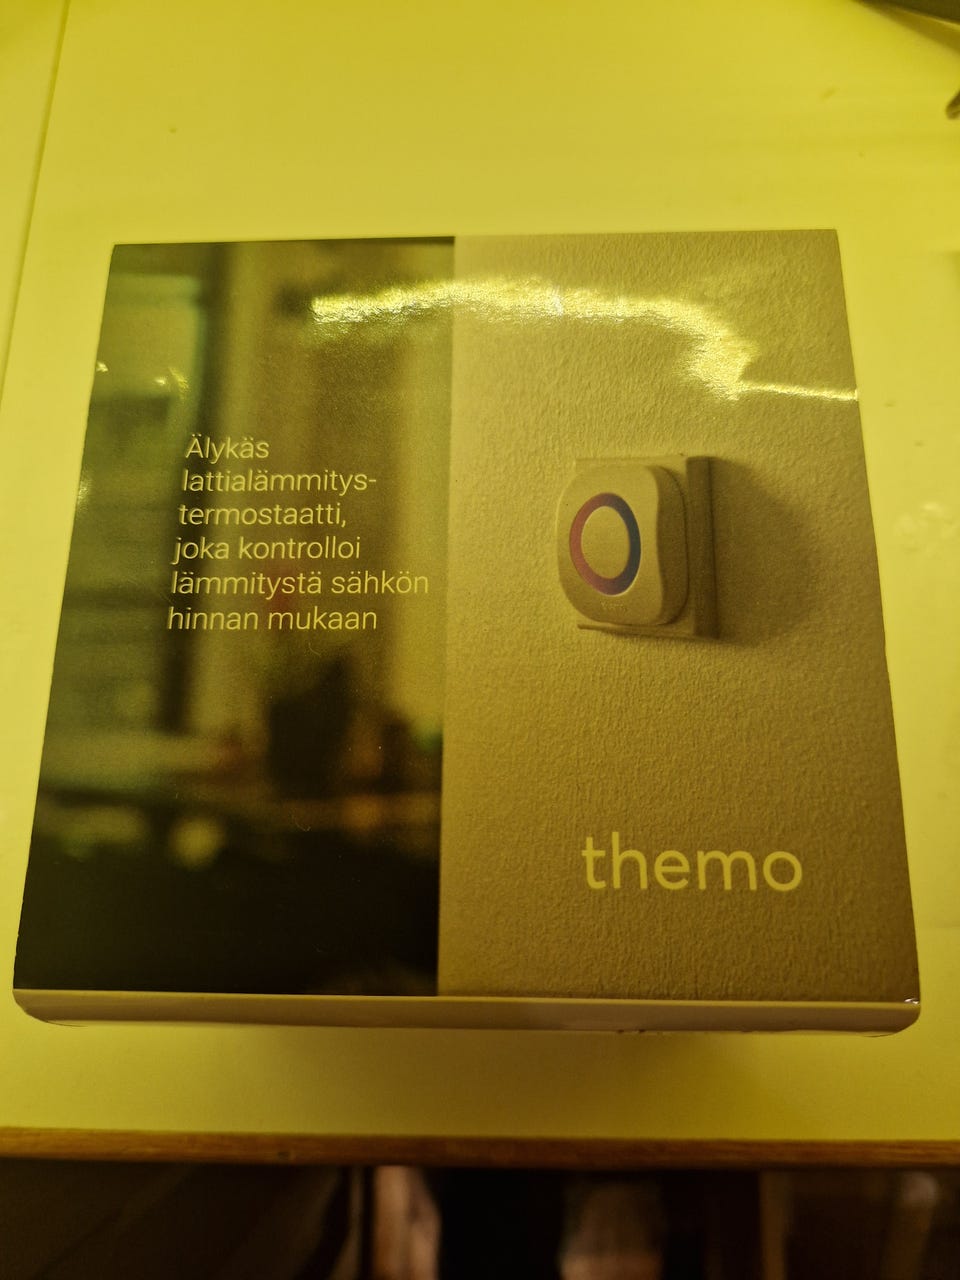 Älykäs
lattialämmitys-
termostaatti,
joka kontrolloi
lämmitystä sähkön
hinnan mukaan
themo